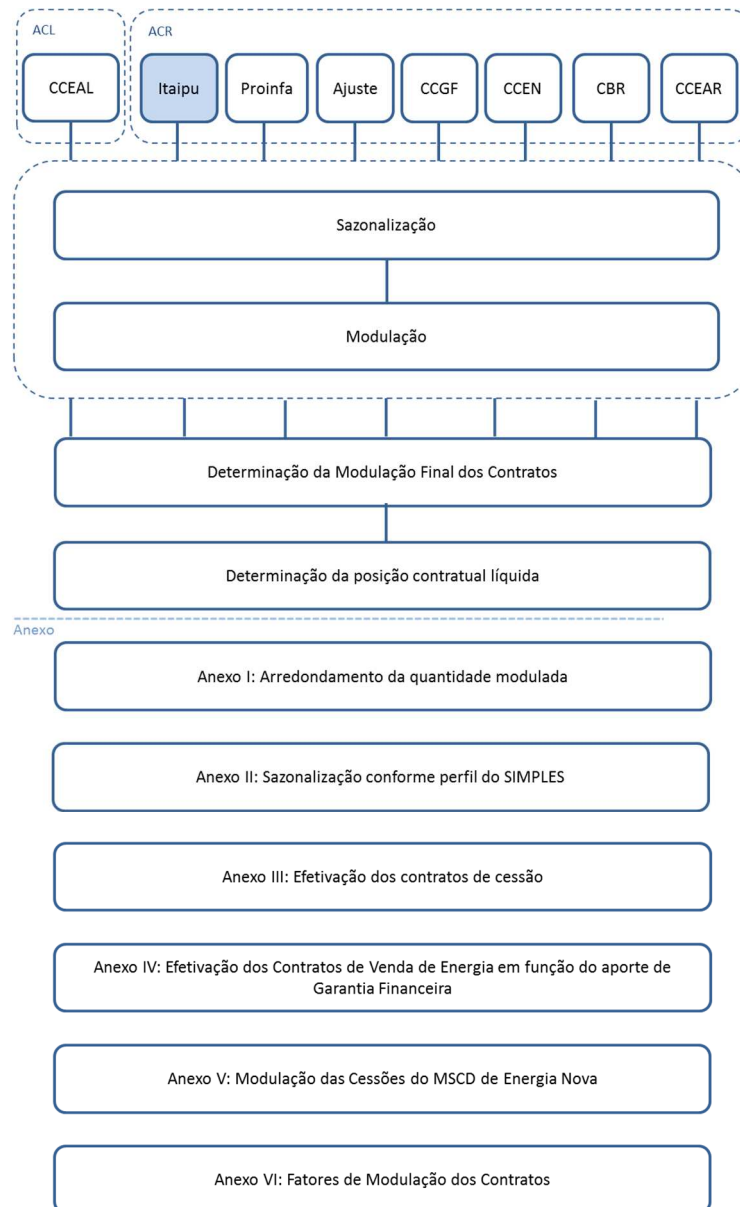 ACL
ACR
CCEAL
Itaipu
Proinfa
Ajuste
CCGF
CCEN
CBR
CCEAR
Sazonalização
Modulação
Determinação da Modulação Final dos Contratos
Determinação da posição contratual líquida
Anexo
Anexo I: Arredondamento da quantidade modulada
Anexo II: Sazonalização conforme perfil do SIMPLES
Anexo III: Efetivação dos contratos de cessão
Anexo IV: Efetivação dos Contratos de Venda de Energia em função do aporte de
Garantia Financeira
Anexo V: Modulação das Cessões do MSCD de Energia Nova
Anexo VI: Fatores de Modulação dos Contratos